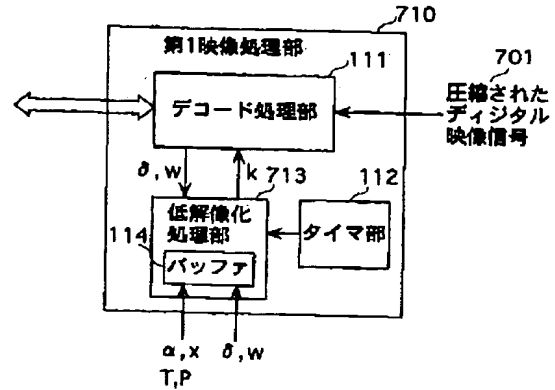 710
第1映像処理部
111
701
圧縮された
ディジタル
映像信号
デコード処理部
δ,w
k
713
112
低解像化
処理部
タイマ部
114
バッファ
α,x
T,P
δ,w